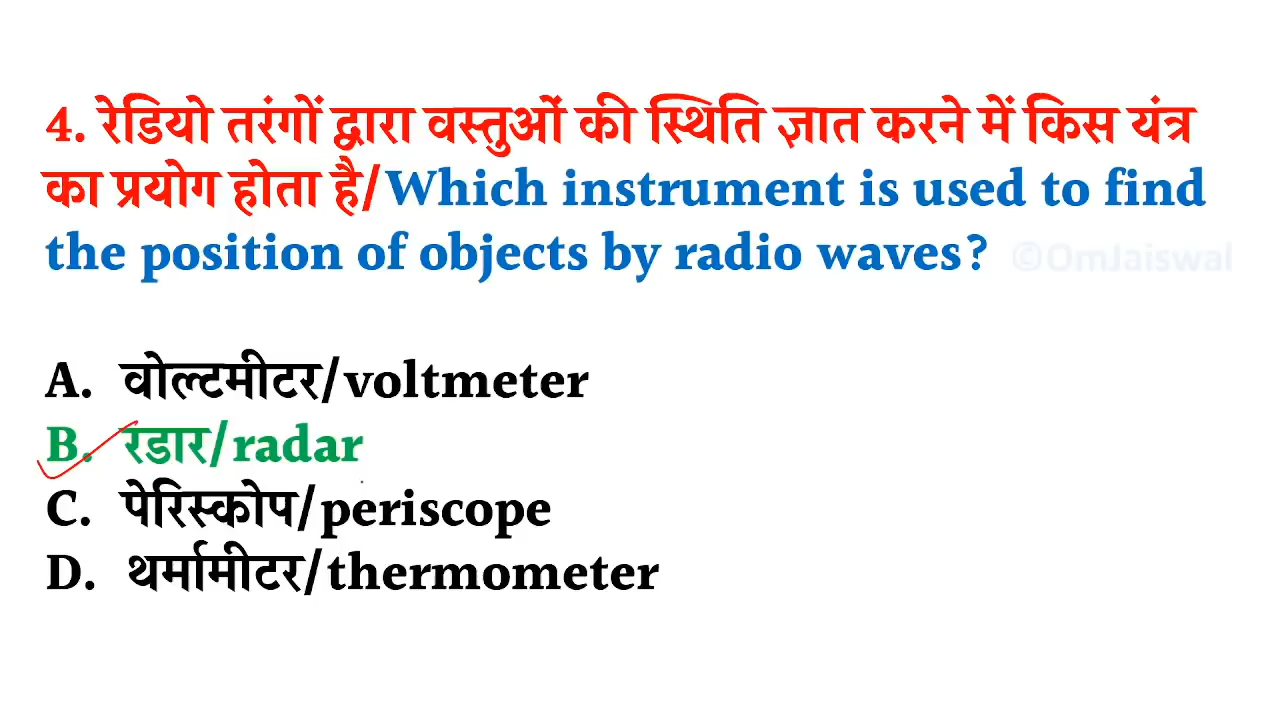 4. रेडियो तरंगों द्वारा वस्तुओं की स्थिति ज्ञात करने में किस यंत्र
का प्रयोग होता है/Which instrument is used to find
the position of objects by radio waves? ©OmJaiswal
A. वोल्टमीटर/voltmeter
B. रडार/radar
C. पेरिस्कोप/periscope
D. थर्मामीटर/thermometer